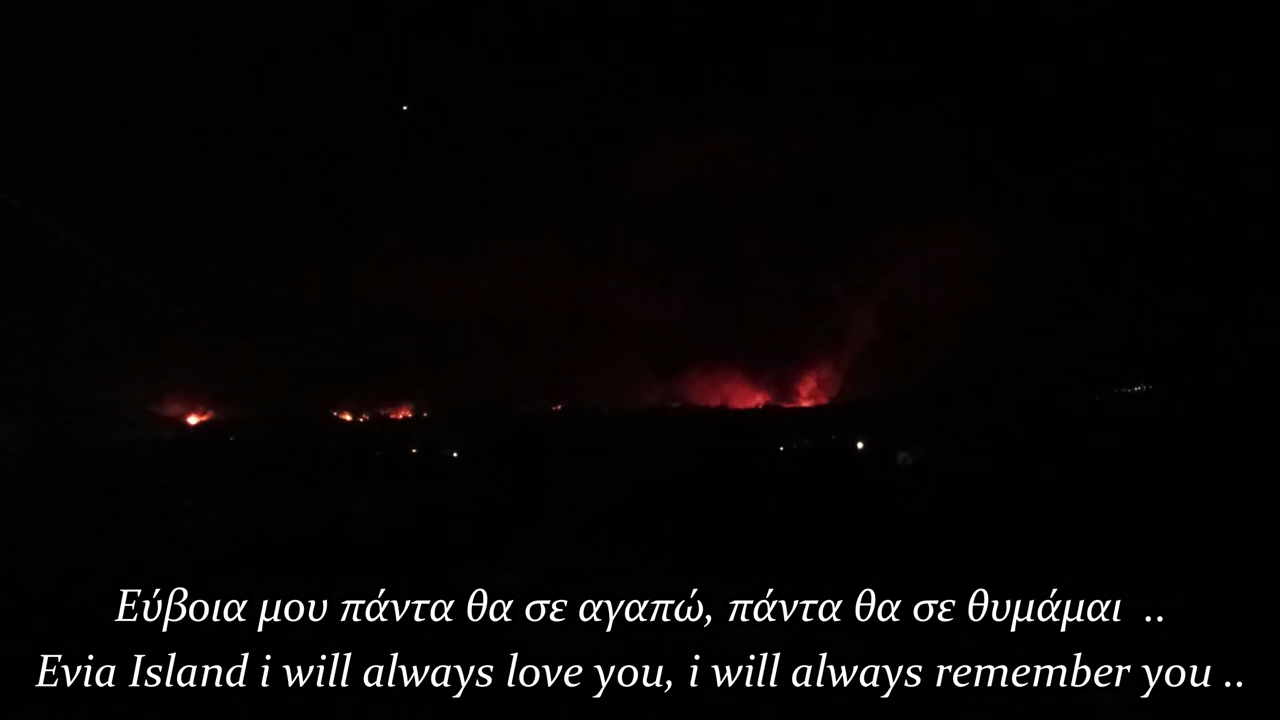 Εύβοια μου πάντα θα σε αγαπώ, πάντα θα σε θυμάμαι ..
Evia Island i will always love you, i will always remember you ..